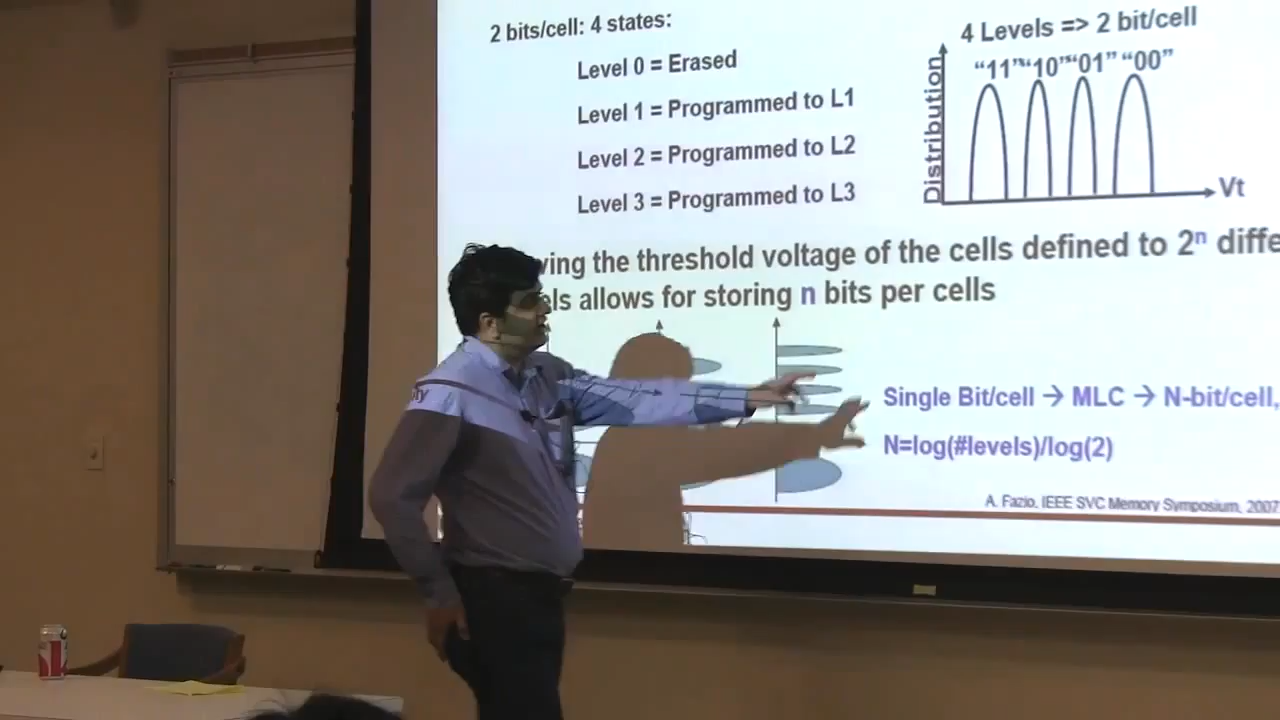 2 bits/cell: 4 states:
Level 0 = Erased
Level 1 = Programmed to L1
Level 2 = Programmed to L2
Level 3 = Programmed to L3
4 Levels => 2 bit/cell
“11” “10” “01” “00”
Distribution
Vt
the threshold voltage of the cells defined to 2ⁿ
allows for storing n bits per cells
Single Bit/cell → MLC → N-bit/cell,
N=log(#levels)/log(2)
A. Fazio, IEEE SVC Memory Symposium, 2007